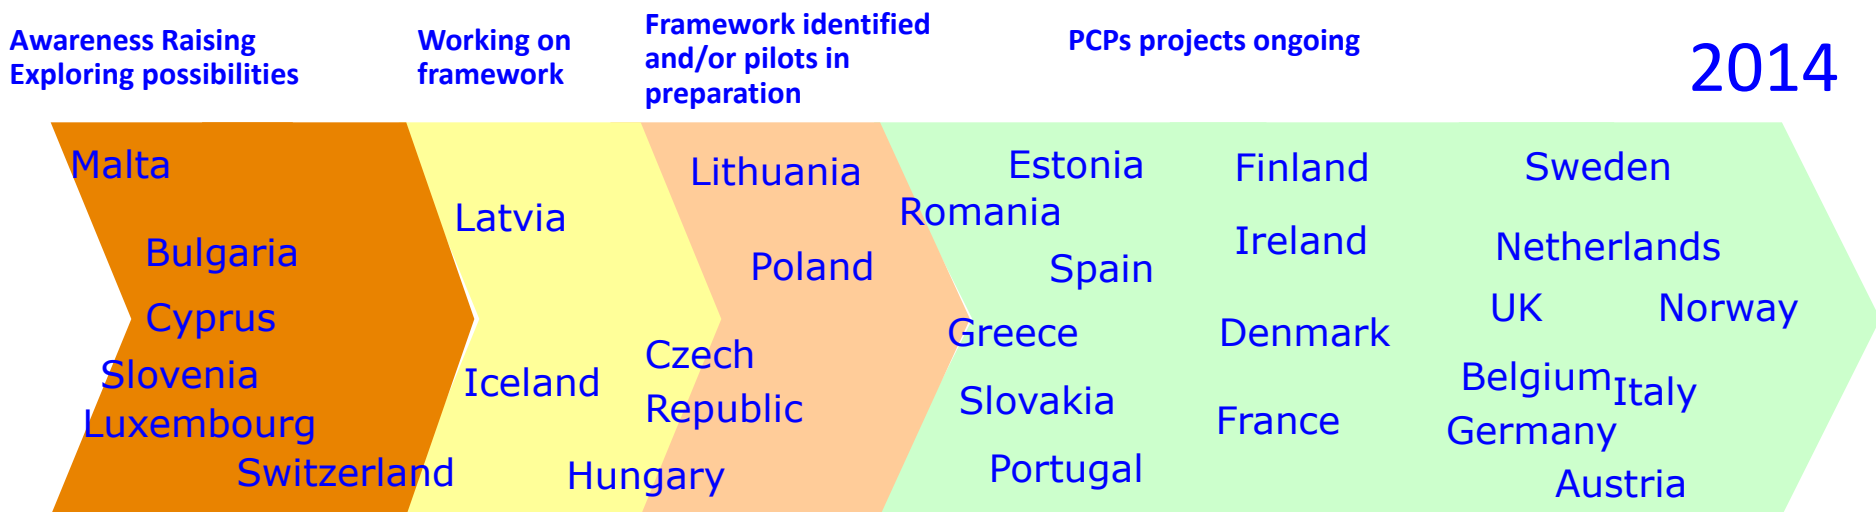 Awareness Raising
Exploring possibilities
Working on
framework
Framework identified
and/or pilots in
preparation
PCPs projects ongoing
2014
Malta
Bulgaria
Cyprus
Slovenia
Luxembourg
Switzerland
Latvia
Iceland
Hungary
Lithuania
Poland
Czech
Republic
Estonia
Romania
Spain
Greece
Slovakia
Portugal
Finland
Ireland
Denmark
France
Sweden
Netherlands
UK
Norway
Belgium
Italy
Germany
Austria